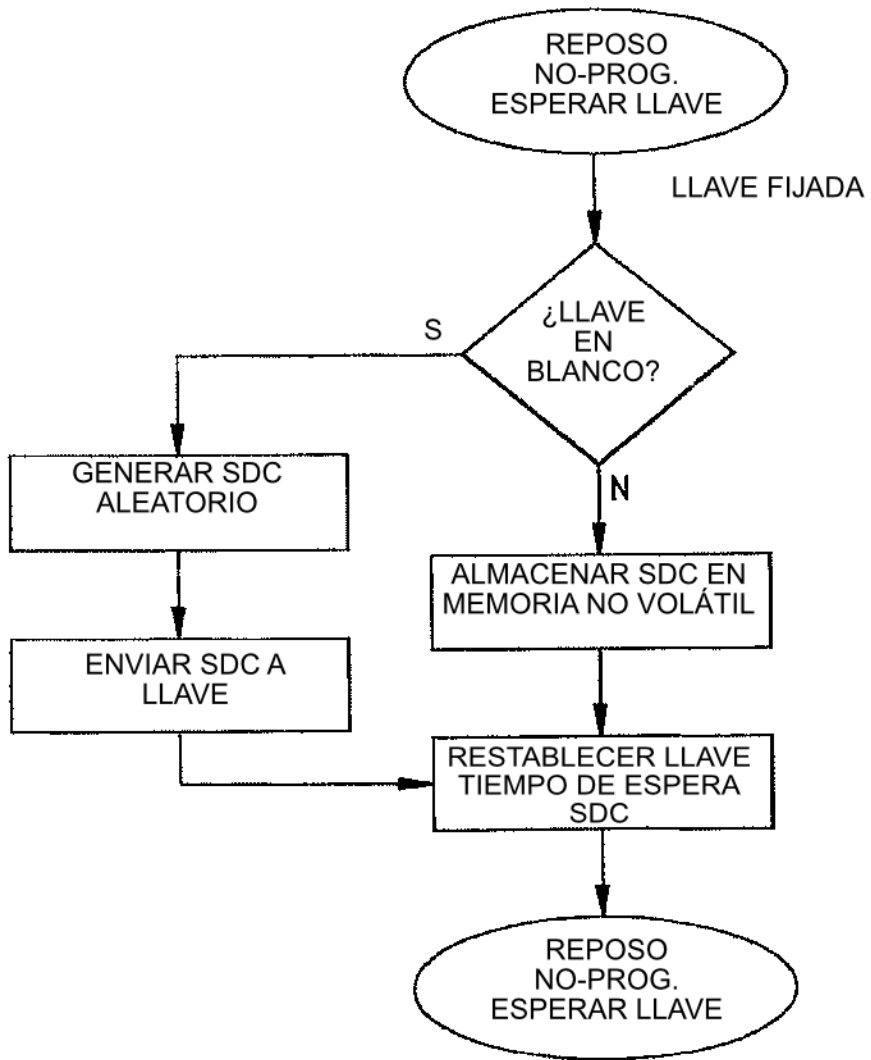 REPOSO
NO-PROG.
ESPERAR LLAVE
LLAVE FIJADA
¿LLAVE
EN
BLANCO?
S
N
GENERAR SDC
ALEATORIO
ALMACENAR SDC EN
MEMORIA NO VOLÁTIL
ENVIAR SDC A
LLAVE
RESTABLECER LLAVE
TIEMPO DE ESPERA
SDC
REPOSO
NO-PROG.
ESPERAR LLAVE